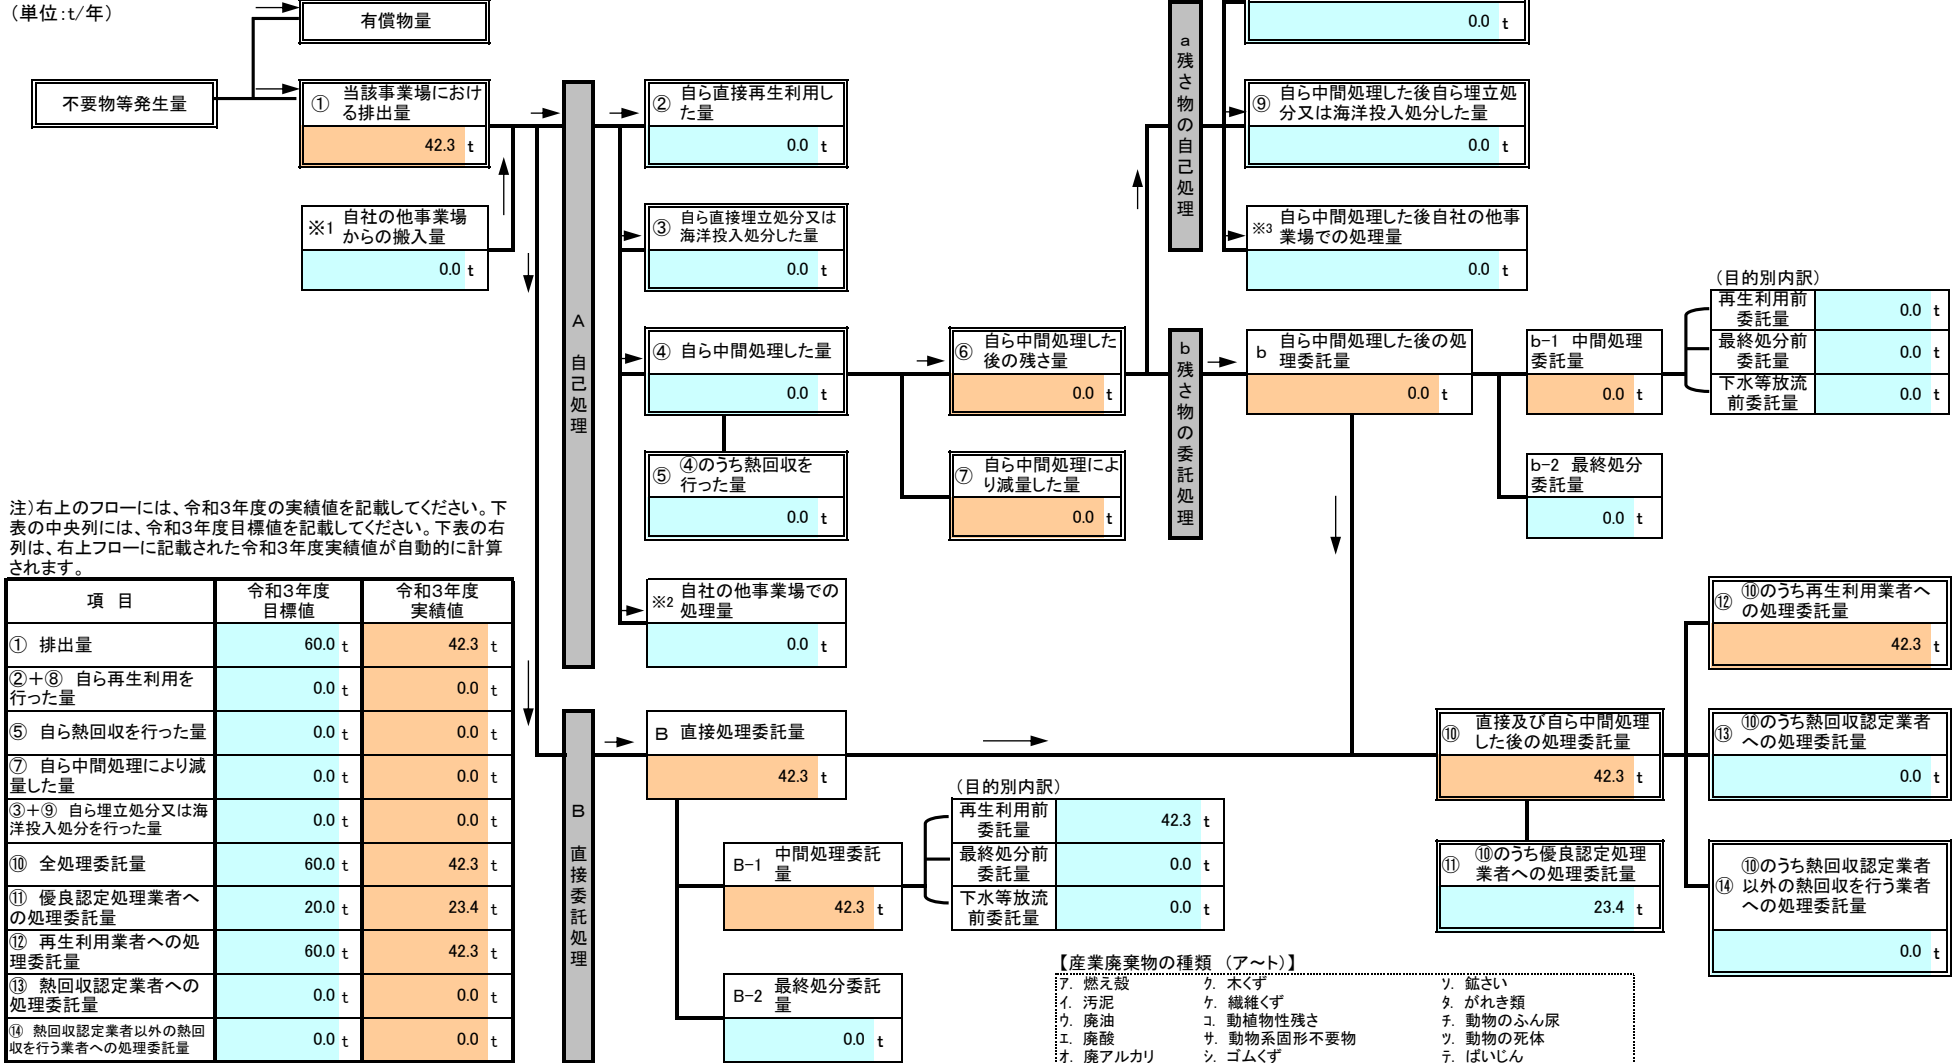 (単位:t/年)
有償物量
不要物等発生量
① 当該事業場におけ
る排出量
42.3 t
※1 自社の他事業場
からの搬入量
0.0 t
A 自己処理
② 自ら直接再生利用し
た量
0.0 t
③ 自ら直接埋立処分又は
海洋投入処分した量
0.0 t
④ 自ら中間処理した量
0.0 t
⑤ ④のうち熱回収を
行った量
0.0 t
※2 自社の他事業場での
処理量
0.0 t
⑥ 自ら中間処理した
後の残さ量
0.0 t
⑦ 自ら中間処理によ
り減量した量
0.0 t
a 残さ物の自己処理
0.0 t
⑨ 自ら中間処理した後自ら埋立処
分又は海洋投入処分した量
0.0 t
※3 自ら中間処理した後自社の他事
業場での処理量
0.0 t
b 残さ物の委託処理
b 自ら中間処理した後の処
理委託量
0.0 t
b-1 中間処理
委託量
0.0 t
b-2 最終処分
委託量
0.0 t
(目的別内訳)
再生利用前
委託量 0.0 t
最終処分前
委託量 0.0 t
下水等放流
前委託量 0.0 t
注)右上のフローには、令和3年度の実績値を記載してください。下
表の中央列には、令和3年度目標値を記載してください。下表の右
列は、右上フローに記載された令和3年度実績値が自動的に計算
されます。
項 目 令和3年度 令和3年度
目標値 実績値
① 排出量 60.0 t 42.3 t
②+⑧ 自ら再生利用を
行った量 0.0 t 0.0 t
⑤ 自ら熱回収を行った量 0.0 t 0.0 t
⑦ 自ら中間処理により減
量した量 0.0 t 0.0 t
③+⑨ 自ら埋立処分又は海
洋投入処分を行った量 0.0 t 0.0 t
⑩ 全処理委託量 60.0 t 42.3 t
⑪ 優良認定処理業者へ
の処理委託量 20.0 t 23.4 t
⑫ 再生利用業者への処
理委託量 60.0 t 42.3 t
⑬ 熱回収認定業者への
処理委託量 0.0 t 0.0 t
⑭ 熱回収認定業者以外の熱回
収を行う業者への処理委託量 0.0 t 0.0 t
B 直接委託処理
B 直接処理委託量
42.3 t
B-1 中間処理委託
量
42.3 t
B-2 最終処分委託
量
0.0 t
(目的別内訳)
再生利用前
委託量 42.3 t
最終処分前
委託量 0.0 t
下水等放流
前委託量 0.0 t
⑩ 直接及び自ら中間処理
した後の処理委託量
42.3 t
⑪ ⑩のうち優良認定処理
業者への処理委託量
23.4 t
⑫ ⑩のうち再生利用業者へ
の処理委託量
42.3 t
⑬ ⑩のうち熱回収認定業者
への処理委託量
0.0 t
⑭ ⑩のうち熱回収認定業者
以外の熱回収を行う業者
への処理委託量
0.0 t
【産業廃棄物の種類 (ア~ト)】
ア. 燃え殻 ク. 木くず ソ. 鉱さい
イ. 汚泥 ケ. 繊維くず タ. がれき類
ウ. 廃油 コ. 動植物性残さ チ. 動物のふん尿
エ. 廃酸 サ. 動物系固形不要物 ツ. 動物の死体
オ. 廃アルカリ シ. ゴムくず テ. ばいじん